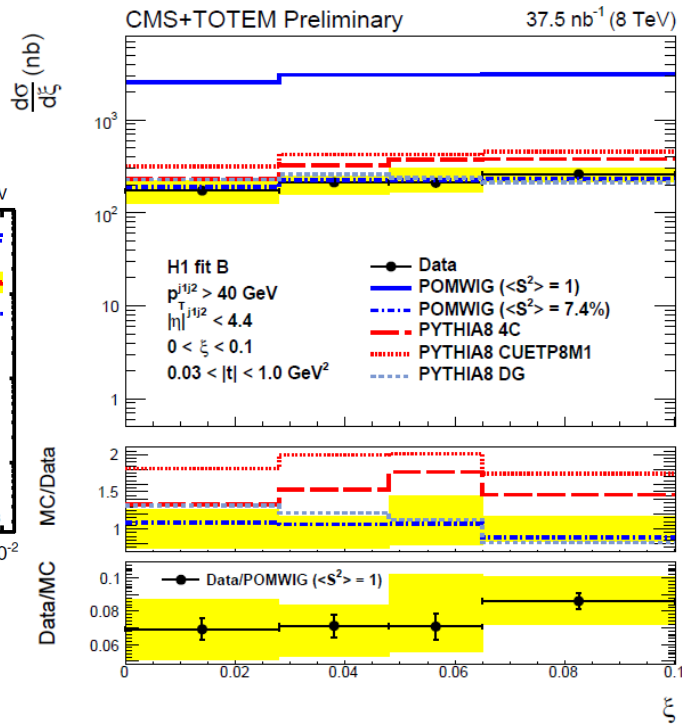 CMS+TOTEM Preliminary 37.5 nb⁻¹ (8 TeV)
dσ/dξ (nb)
10³
10²
10
1
H1 fit B
p_T^{j1j2} > 40 GeV
|η|^{j1j2} < 4.4
0 < ξ < 0.1
0.03 < |t| < 1.0 GeV²
Data
POMWIG (<S²> = 1)
POMWIG (<S²> = 7.4%)
PYTHIA8 4C
PYTHIA8 CUETP8M1
PYTHIA8 DG
MC/Data
2
1.5
1
Data/MC
0.1
0.08
0.06
Data/POMWIG (<S²> = 1)
0 0.02 0.04 0.06 0.08 0.1
ξ